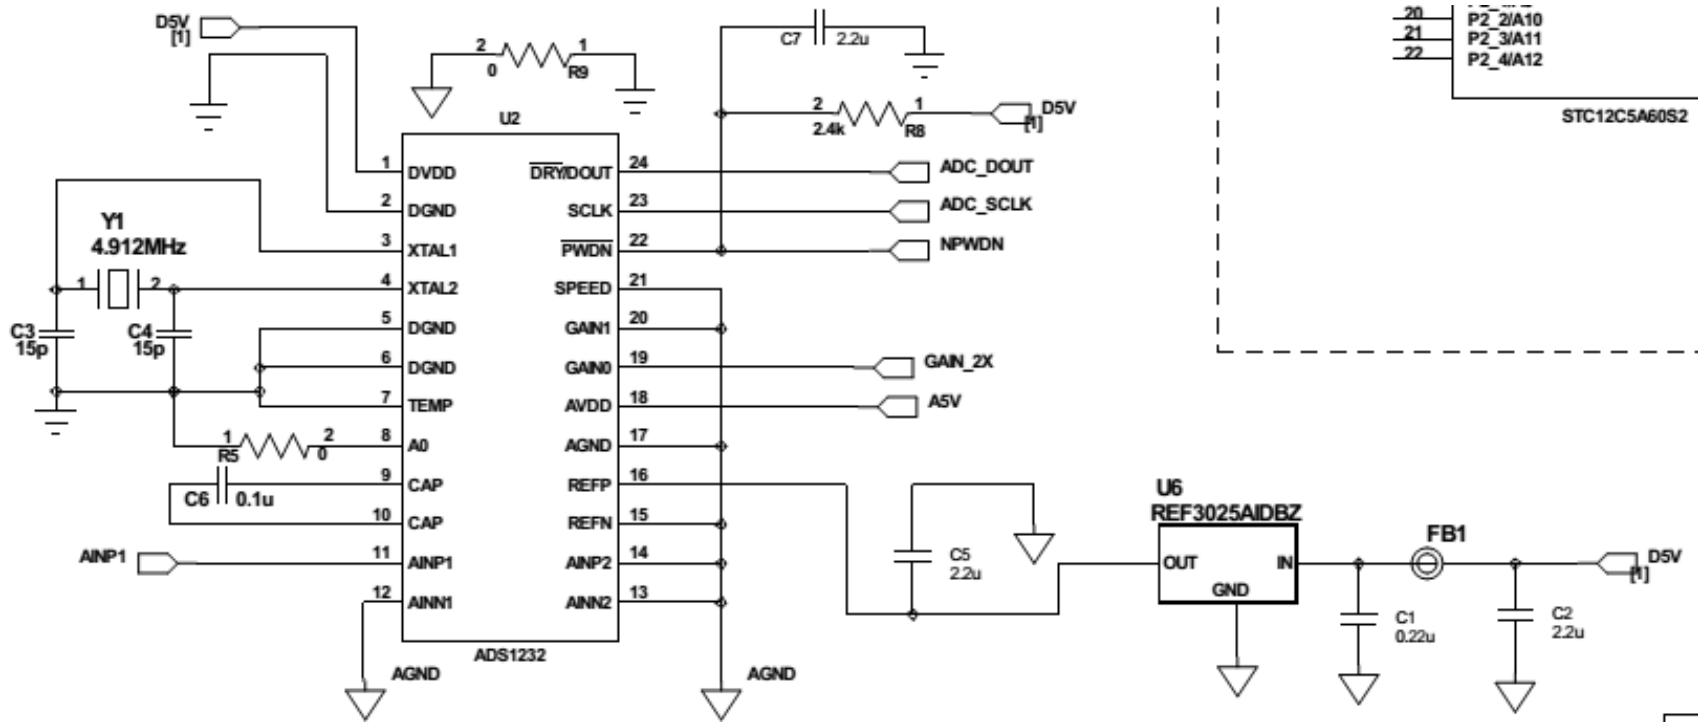 D5V
[1]
2
0
1
R9
C7
2.2u
2
2.4k
1
R8
D5V
[1]
20
P2_2/A10
21
P2_3/A11
22
P2_4/A12
STC12C5A60S2
U2
1 DVDD
DRY/DOUT 24
ADC_DOUT
2 DGND
SCLK 23
ADC_SCLK
3 XTAL1
PWDN 22
NPWDN
4 XTAL2
SPEED 21
5 DGND
GAIN1 20
6 DGND
GAIN0 19
GAIN_2X
7 TEMP
AVDD 18
A5V
8 A0
AGND 17
9 CAP
REFP 16
10 CAP
REFN 15
11 AINP1
AINP2 14
12 AINN1
AINN2 13
ADS1232
Y1
4.912MHz
1
2
C3
15p
C4
15p
1
R5
2
0
C6 0.1u
AINP1
AGND
AGND
C5
2.2u
U6
REF3025AIDBZ
OUT
IN
GND
FB1
D5V
[1]
C1
0.22u
C2
2.2u